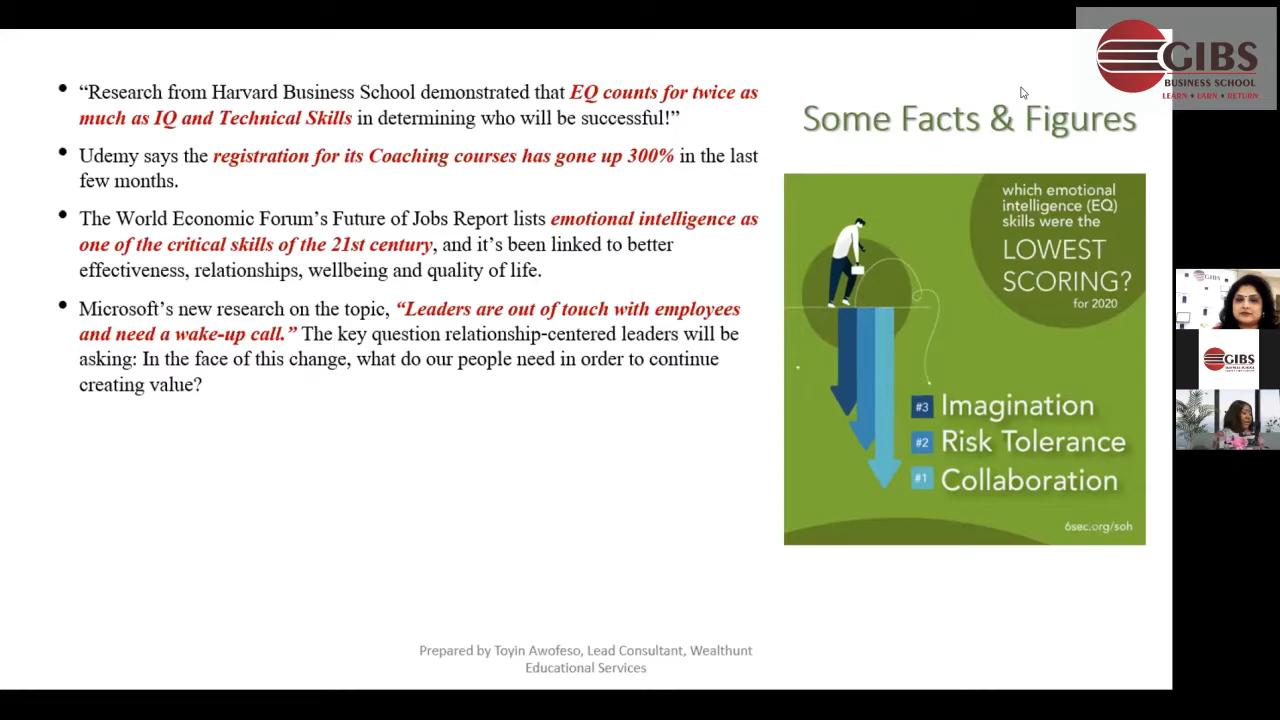 GIBS
BUSINESS SCHOOL
LEARN • EARN • RETURN
Some Facts & Figures
• “Research from Harvard Business School demonstrated that EQ counts for twice as
much as IQ and Technical Skills in determining who will be successful!”
• Udemy says the registration for its Coaching courses has gone up 300% in the last
few months.
• The World Economic Forum’s Future of Jobs Report lists emotional intelligence as
one of the critical skills of the 21st century, and it’s been linked to better
effectiveness, relationships, wellbeing and quality of life.
• Microsoft’s new research on the topic, “Leaders are out of touch with employees
and need a wake-up call.” The key question relationship-centered leaders will be
asking: In the face of this change, what do our people need in order to continue
creating value?
which emotional
intelligence (EQ)
skills were the
LOWEST
SCORING?
for 2020
#3 Imagination
#2 Risk Tolerance
#1 Collaboration
6sec.org/soh
GIBS
GIBS
Prepared by Toyin Awofeso, Lead Consultant, Wealthunt
Educational Services